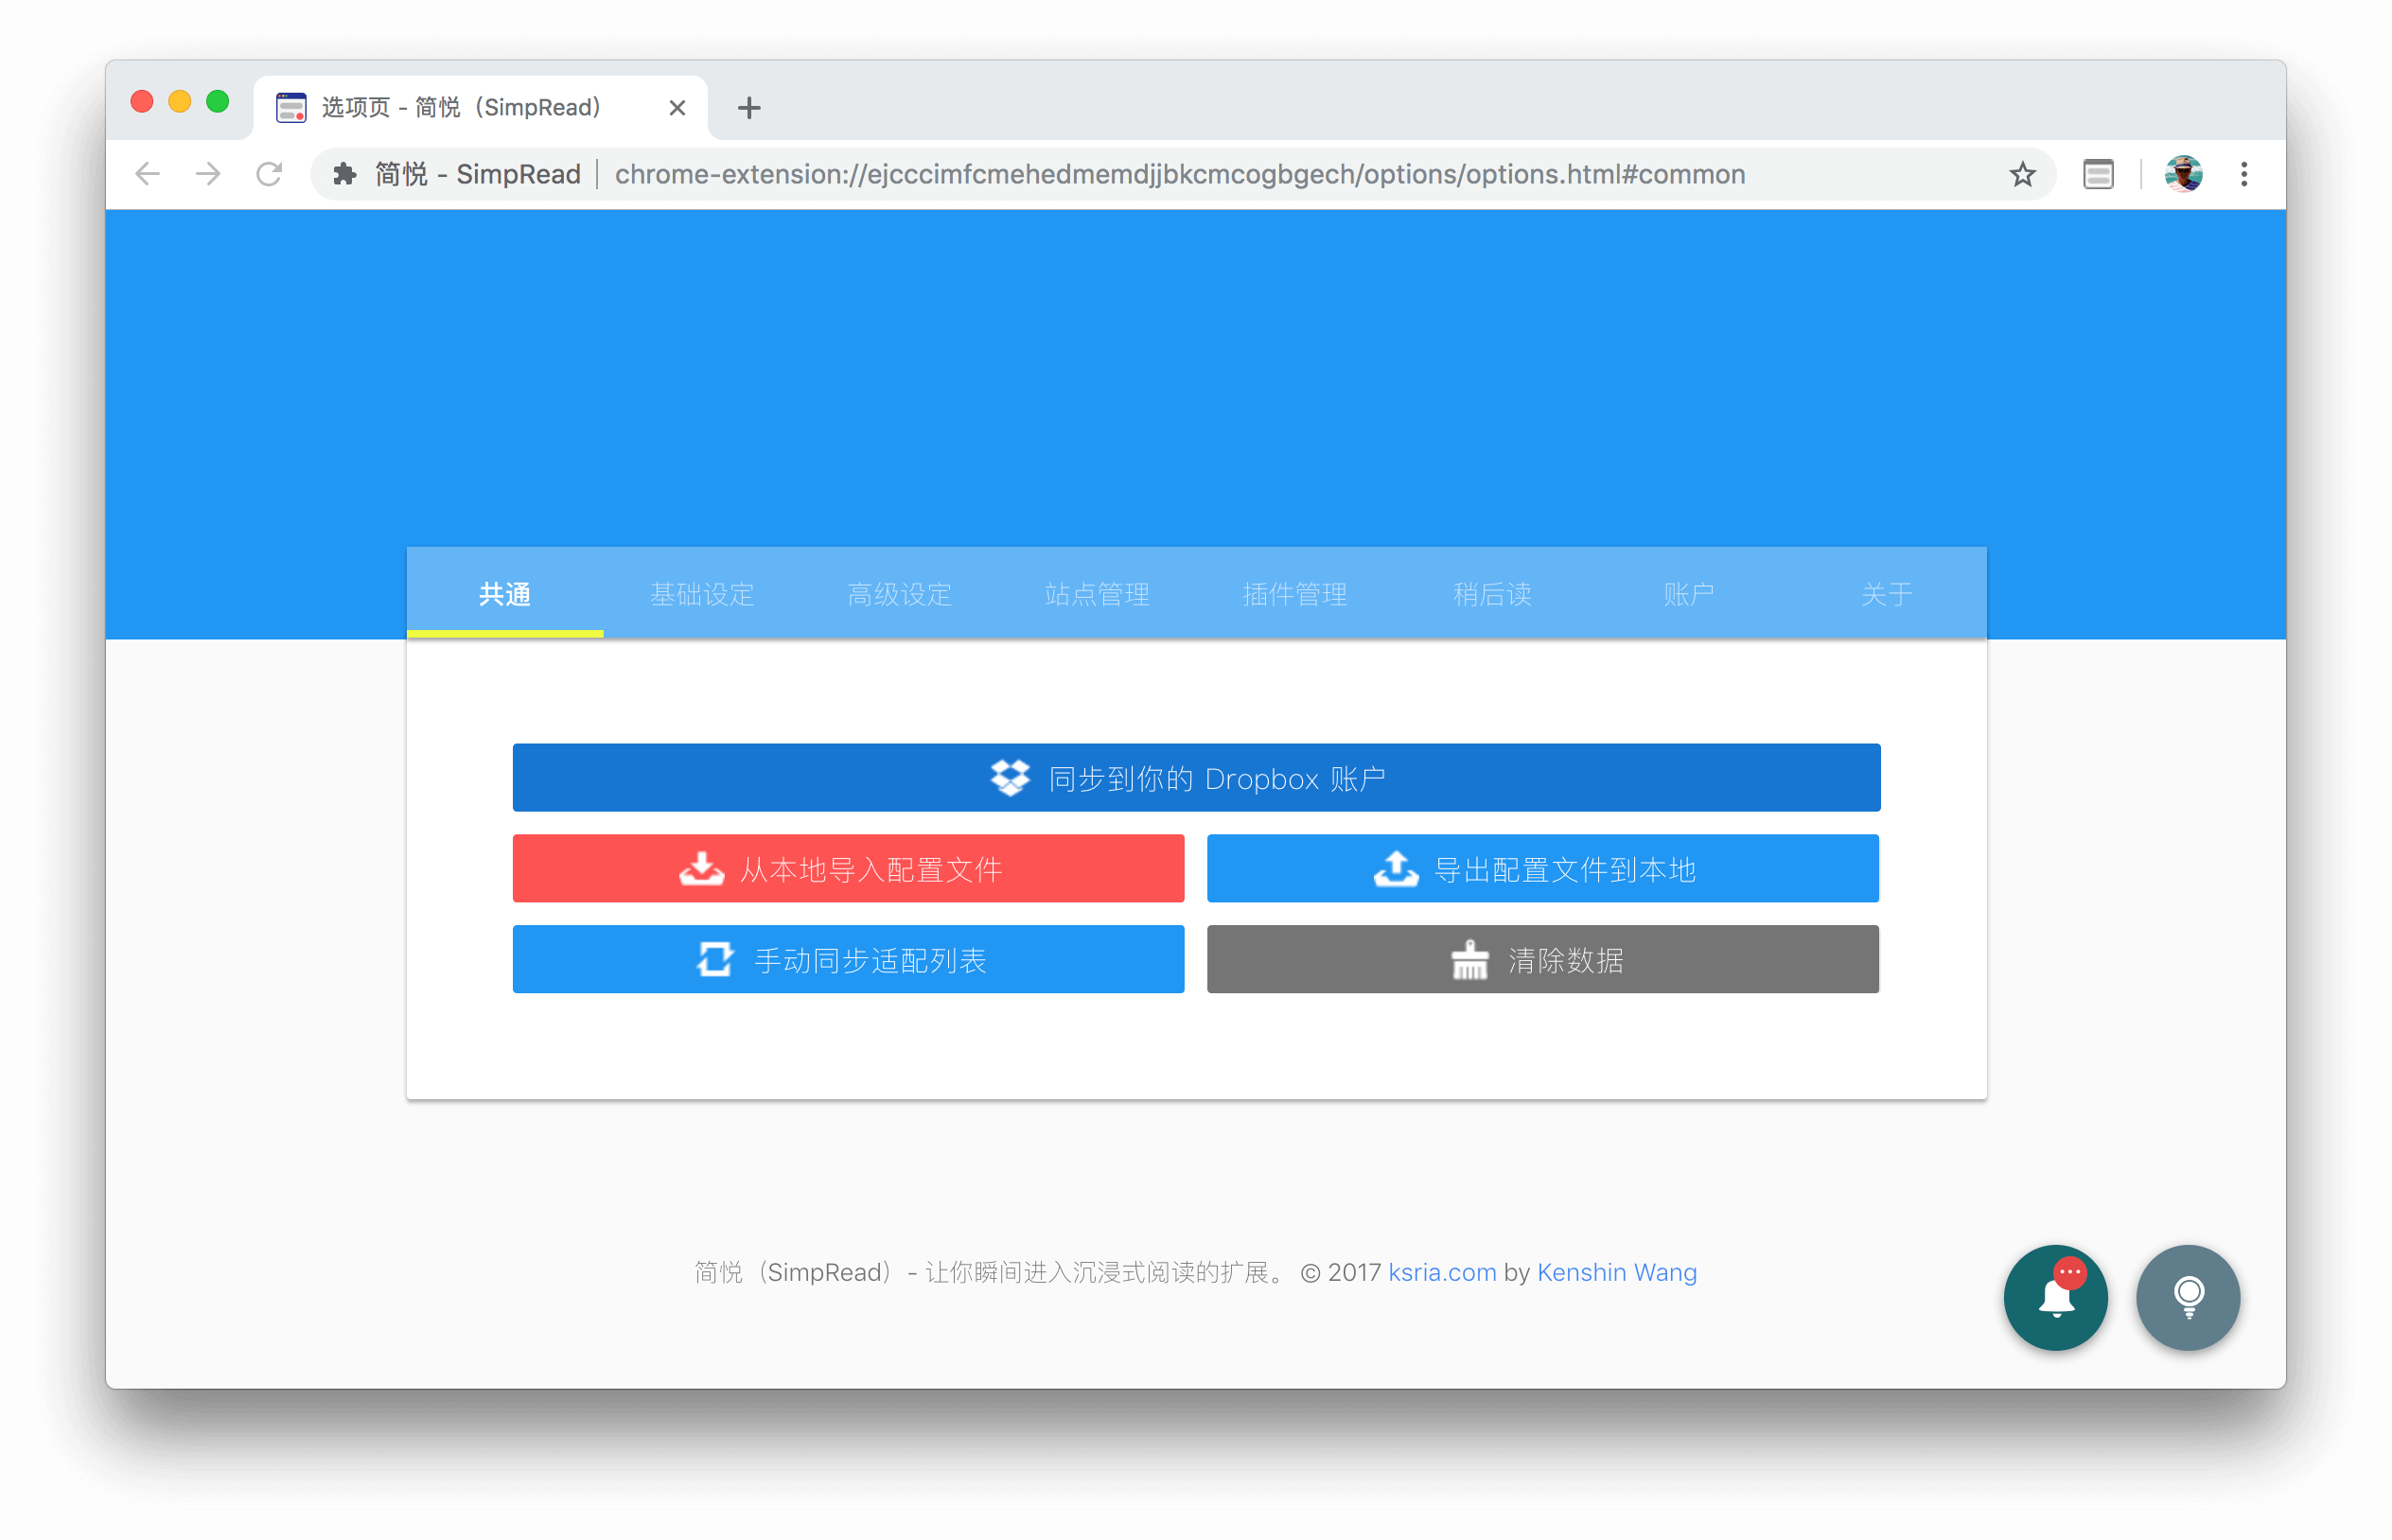 选项页 - 简悦（SimpRead）
简悦 - SimpRead | chrome-extension://ejcccimfcmehedmemdjjbkcmcogbgech/options/options.html#common
共通 基础设定 高级设定 站点管理 插件管理 稍后读 账户 关于
同步到你的 Dropbox 账户
从本地导入配置文件 导出配置文件到本地
手动同步适配列表 清除数据
简悦（SimpRead）- 让你瞬间进入沉浸式阅读的扩展。 © 2017 ksria.com by Kenshin Wang